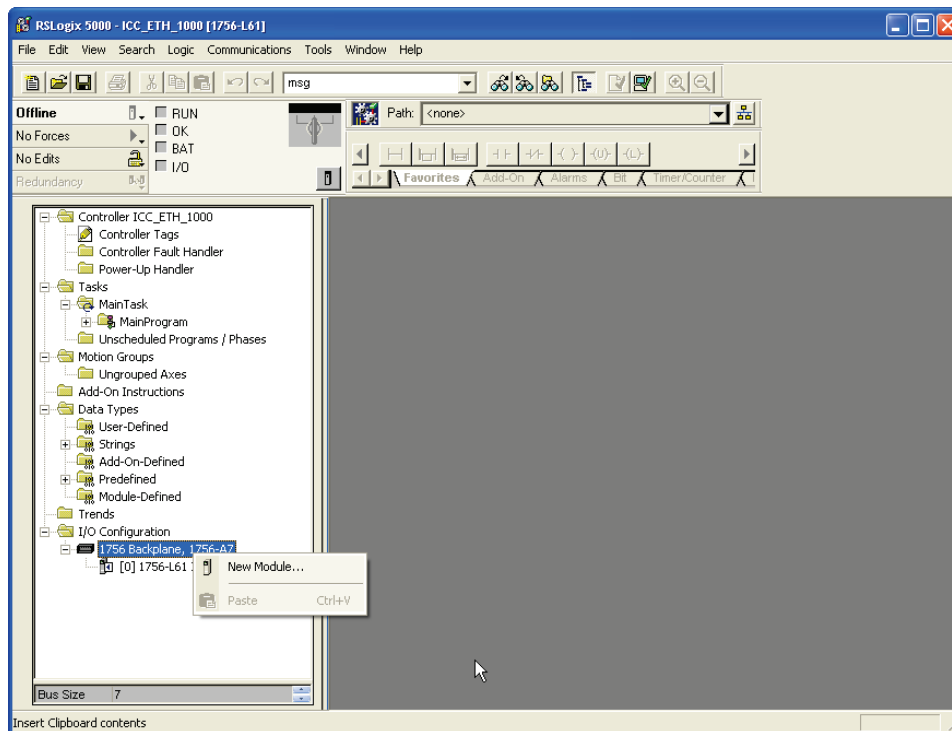 RSLogix 5000 - ICC_ETH_1000 [1756-L61]
File Edit View Search Logic Communications Tools Window Help
msg
Offline
RUN
Path: <none>
No Forces
OK
No Edits
BAT
I/O
Redundancy
Favorites Add-On Alarms Bit Timer/Counter
Controller ICC_ETH_1000
Controller Tags
Controller Fault Handler
Power-Up Handler
Tasks
MainTask
MainProgram
Unscheduled Programs / Phases
Motion Groups
Ungrouped Axes
Add-On Instructions
Data Types
User-Defined
Strings
Add-On-Defined
Predefined
Module-Defined
Trends
I/O Configuration
1756 Backplane, 1756-A7
[0] 1756-L61
New Module...
Paste Ctrl+V
Bus Size 7
Insert Clipboard contents